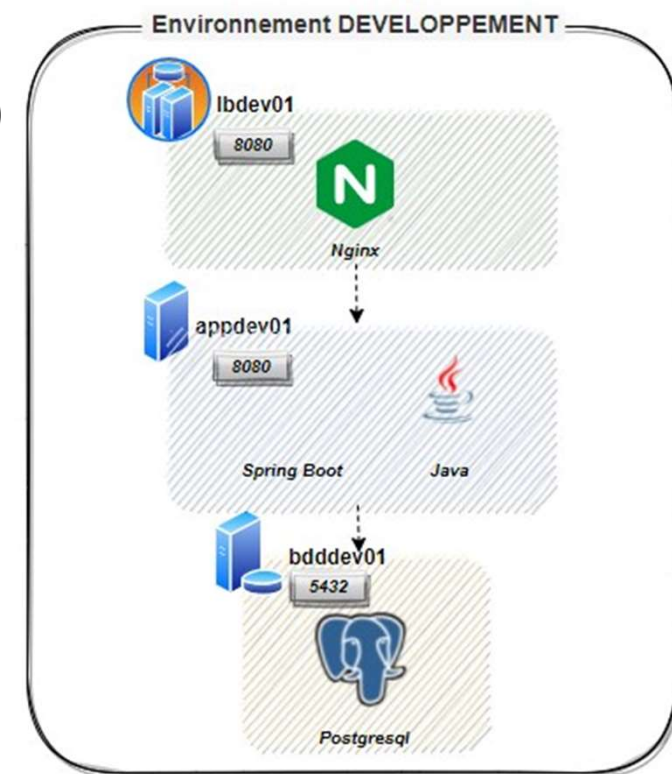 Environnement DEVELOPPEMENT
lbdev01
8080
N
Nginx
appdev01
8080
Spring Boot Java
bdddev01
5432
Postgresql